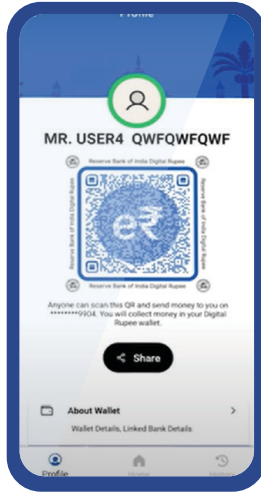 Profile
MR. USER4 QWFQWFQWF
Reserve Bank of India Digital Rupee
Reserve Bank of India Digital Rupee
Reserve Bank of India Digital Rupee
e₹
Reserve Bank of India Digital Rupee
Anyone can scan this QR and send money to you on
********9904. You will collect money in your Digital
Rupee wallet.
Share
About Wallet
Wallet Details, Linked Bank Details
Profile
Home
History